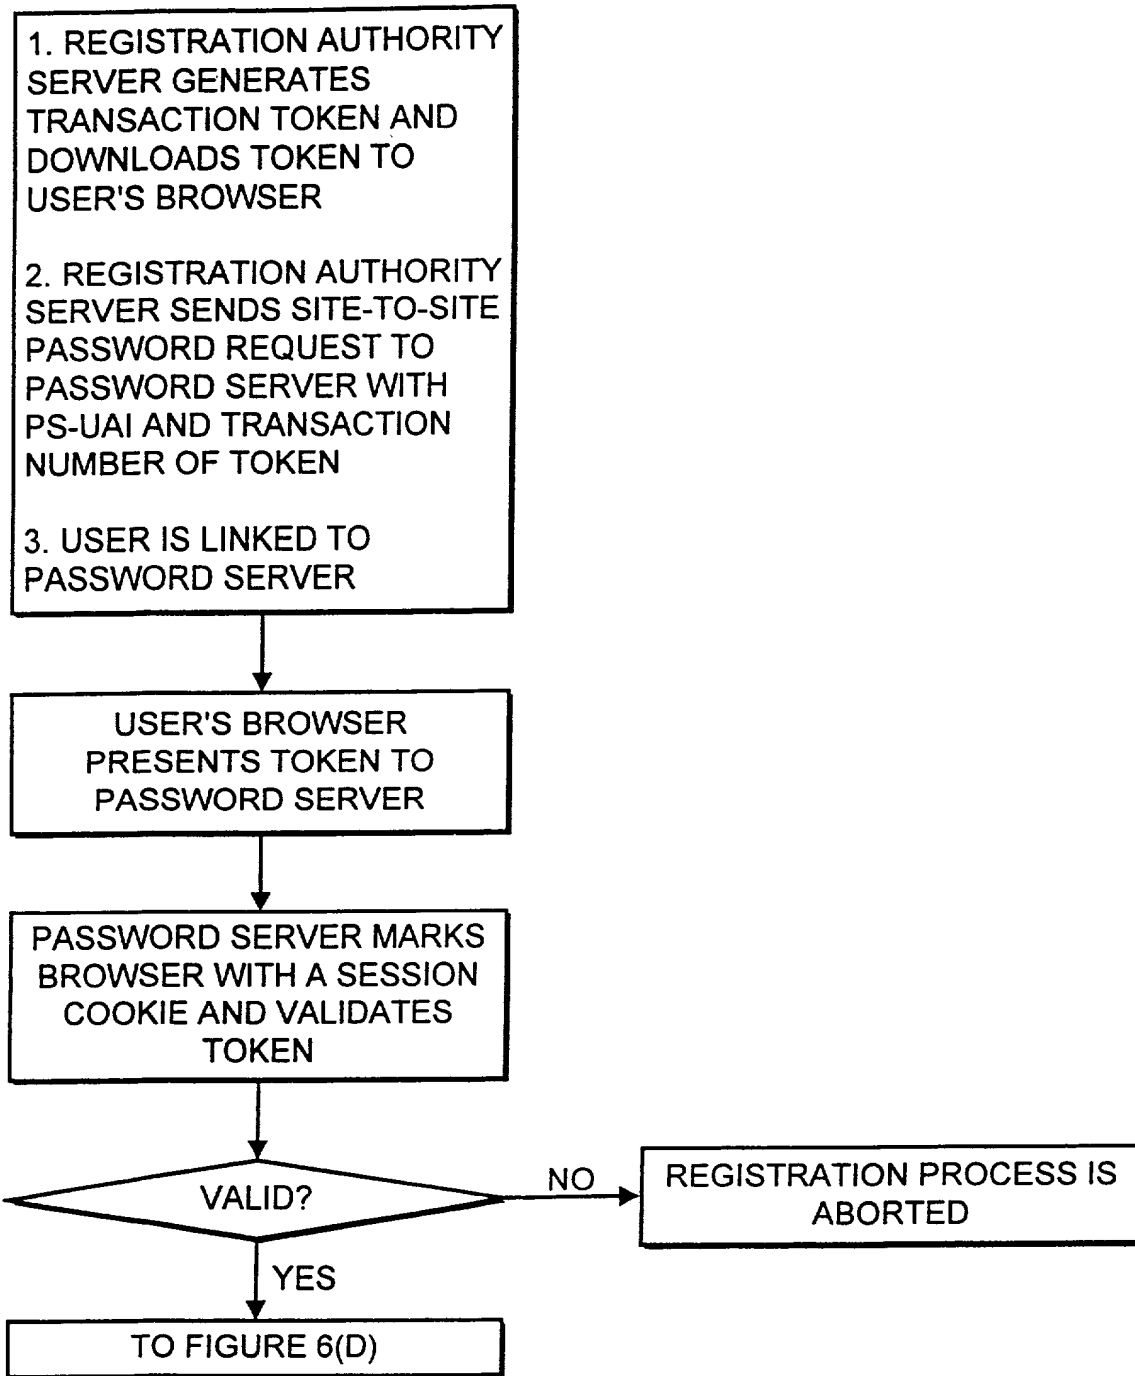 1. REGISTRATION AUTHORITY
SERVER GENERATES
TRANSACTION TOKEN AND
DOWNLOADS TOKEN TO
USER'S BROWSER
2. REGISTRATION AUTHORITY
SERVER SENDS SITE-TO-SITE
PASSWORD REQUEST TO
PASSWORD SERVER WITH
PS-UAI AND TRANSACTION
NUMBER OF TOKEN
3. USER IS LINKED TO
PASSWORD SERVER
USER'S BROWSER
PRESENTS TOKEN TO
PASSWORD SERVER
PASSWORD SERVER MARKS
BROWSER WITH A SESSION
COOKIE AND VALIDATES
TOKEN
VALID?
NO
REGISTRATION PROCESS IS
ABORTED
YES
TO FIGURE 6(D)